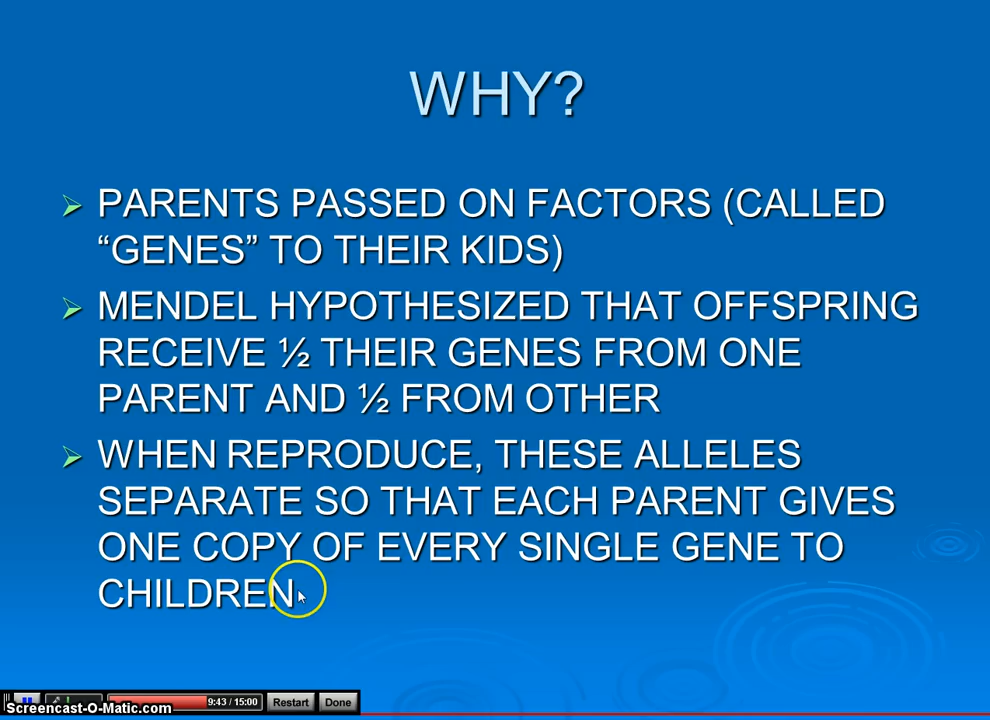 WHY?
PARENTS PASSED ON FACTORS (CALLED
“GENES” TO THEIR KIDS)
MENDEL HYPOTHESIZED THAT OFFSPRING
RECEIVE ½ THEIR GENES FROM ONE
PARENT AND ½ FROM OTHER
WHEN REPRODUCE, THESE ALLELES
SEPARATE SO THAT EACH PARENT GIVES
ONE COPY OF EVERY SINGLE GENE TO
CHILDREN
9:43 / 15:00 Restart Done
Screencast-O-Matic.com